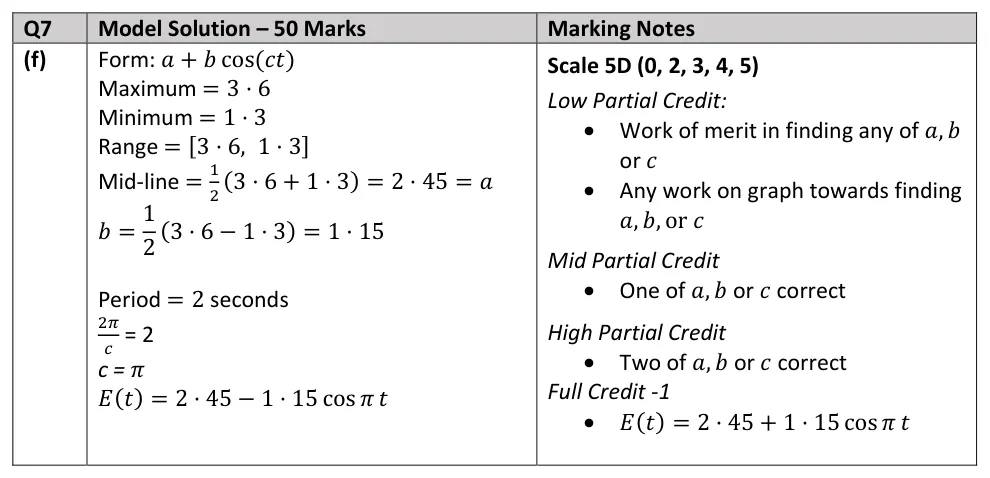 Q7 Model Solution – 50 Marks Marking Notes
(f)
Form: 𝑎 + 𝑏 cos(𝑐𝑡)
Maximum = 3 · 6
Minimum = 1 · 3
Range = [3 · 6, 1 · 3]
Mid-line = 1/2 (3 · 6 + 1 · 3) = 2 · 45 = 𝑎
𝑏 = 1/2 (3 · 6 − 1 · 3) = 1 · 15
Period = 2 seconds
2𝜋/𝑐 = 2
c = π
𝐸(𝑡) = 2 · 45 − 1 · 15 cos 𝜋 𝑡
Scale 5D (0, 2, 3, 4, 5)
Low Partial Credit:
• Work of merit in finding any of 𝑎, 𝑏
or 𝑐
• Any work on graph towards finding
𝑎, 𝑏, or 𝑐
Mid Partial Credit
• One of 𝑎, 𝑏 or 𝑐 correct
High Partial Credit
• Two of 𝑎, 𝑏 or 𝑐 correct
Full Credit -1
• 𝐸(𝑡) = 2 · 45 + 1 · 15 cos 𝜋 𝑡